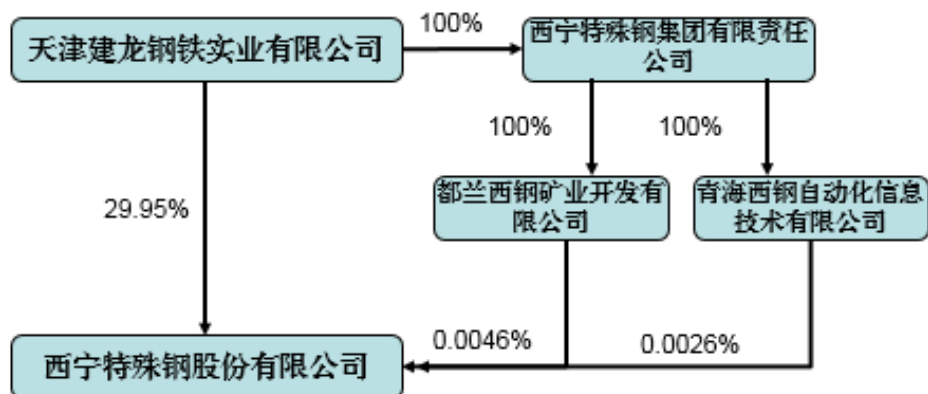 天津建龙钢铁实业有限公司
100%
西宁特殊钢集团有限责任
公司
100%
100%
29.95%
都兰西钢矿业开发有
限公司
青海西钢自动化信息
技术有限公司
0.0046%
0.0026%
西宁特殊钢股份有限公司